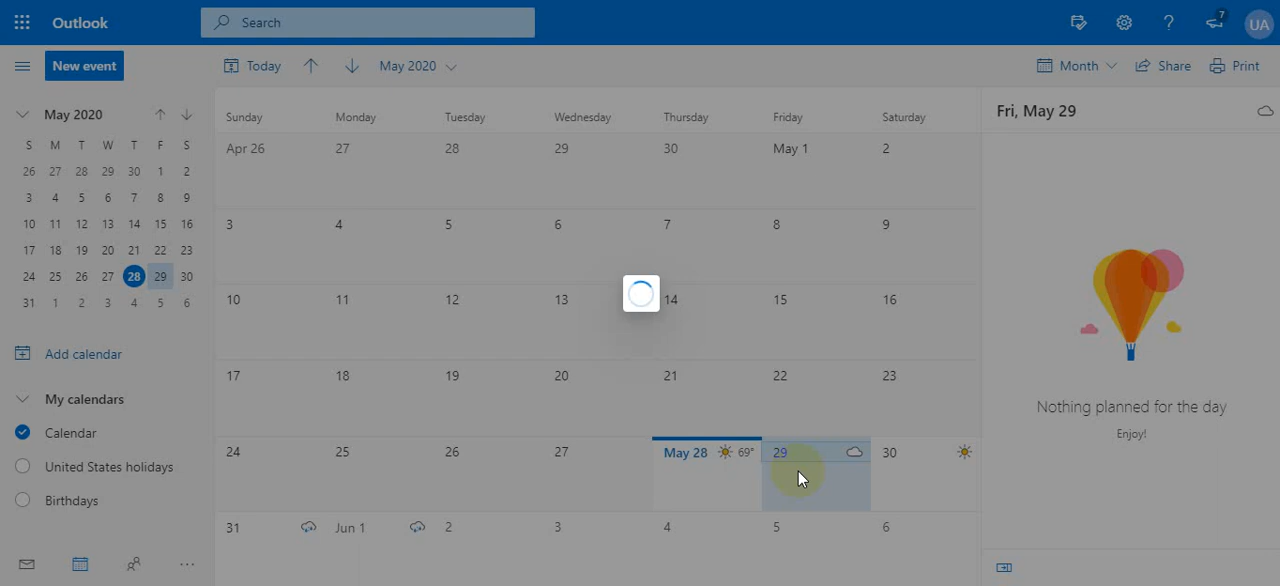 Outlook
Search
7
UA
New event
Today
May 2020
Month
Share
Print
May 2020
S M T W T F S
26 27 28 29 30 1 2
3 4 5 6 7 8 9
10 11 12 13 14 15 16
17 18 19 20 21 22 23
24 25 26 27 28 29 30
31 1 2 3 4 5 6
Add calendar
My calendars
Calendar
United States holidays
Birthdays
Sunday Monday Tuesday Wednesday Thursday Friday Saturday
Apr 26 27 28 29 30 May 1 2
3 4 5 6 7 8 9
10 11 12 13 14 15 16
17 18 19 20 21 22 23
24 25 26 27 May 28 69° 29 30
31 Jun 1 2 3 4 5 6
Fri, May 29
Nothing planned for the day
Enjoy!